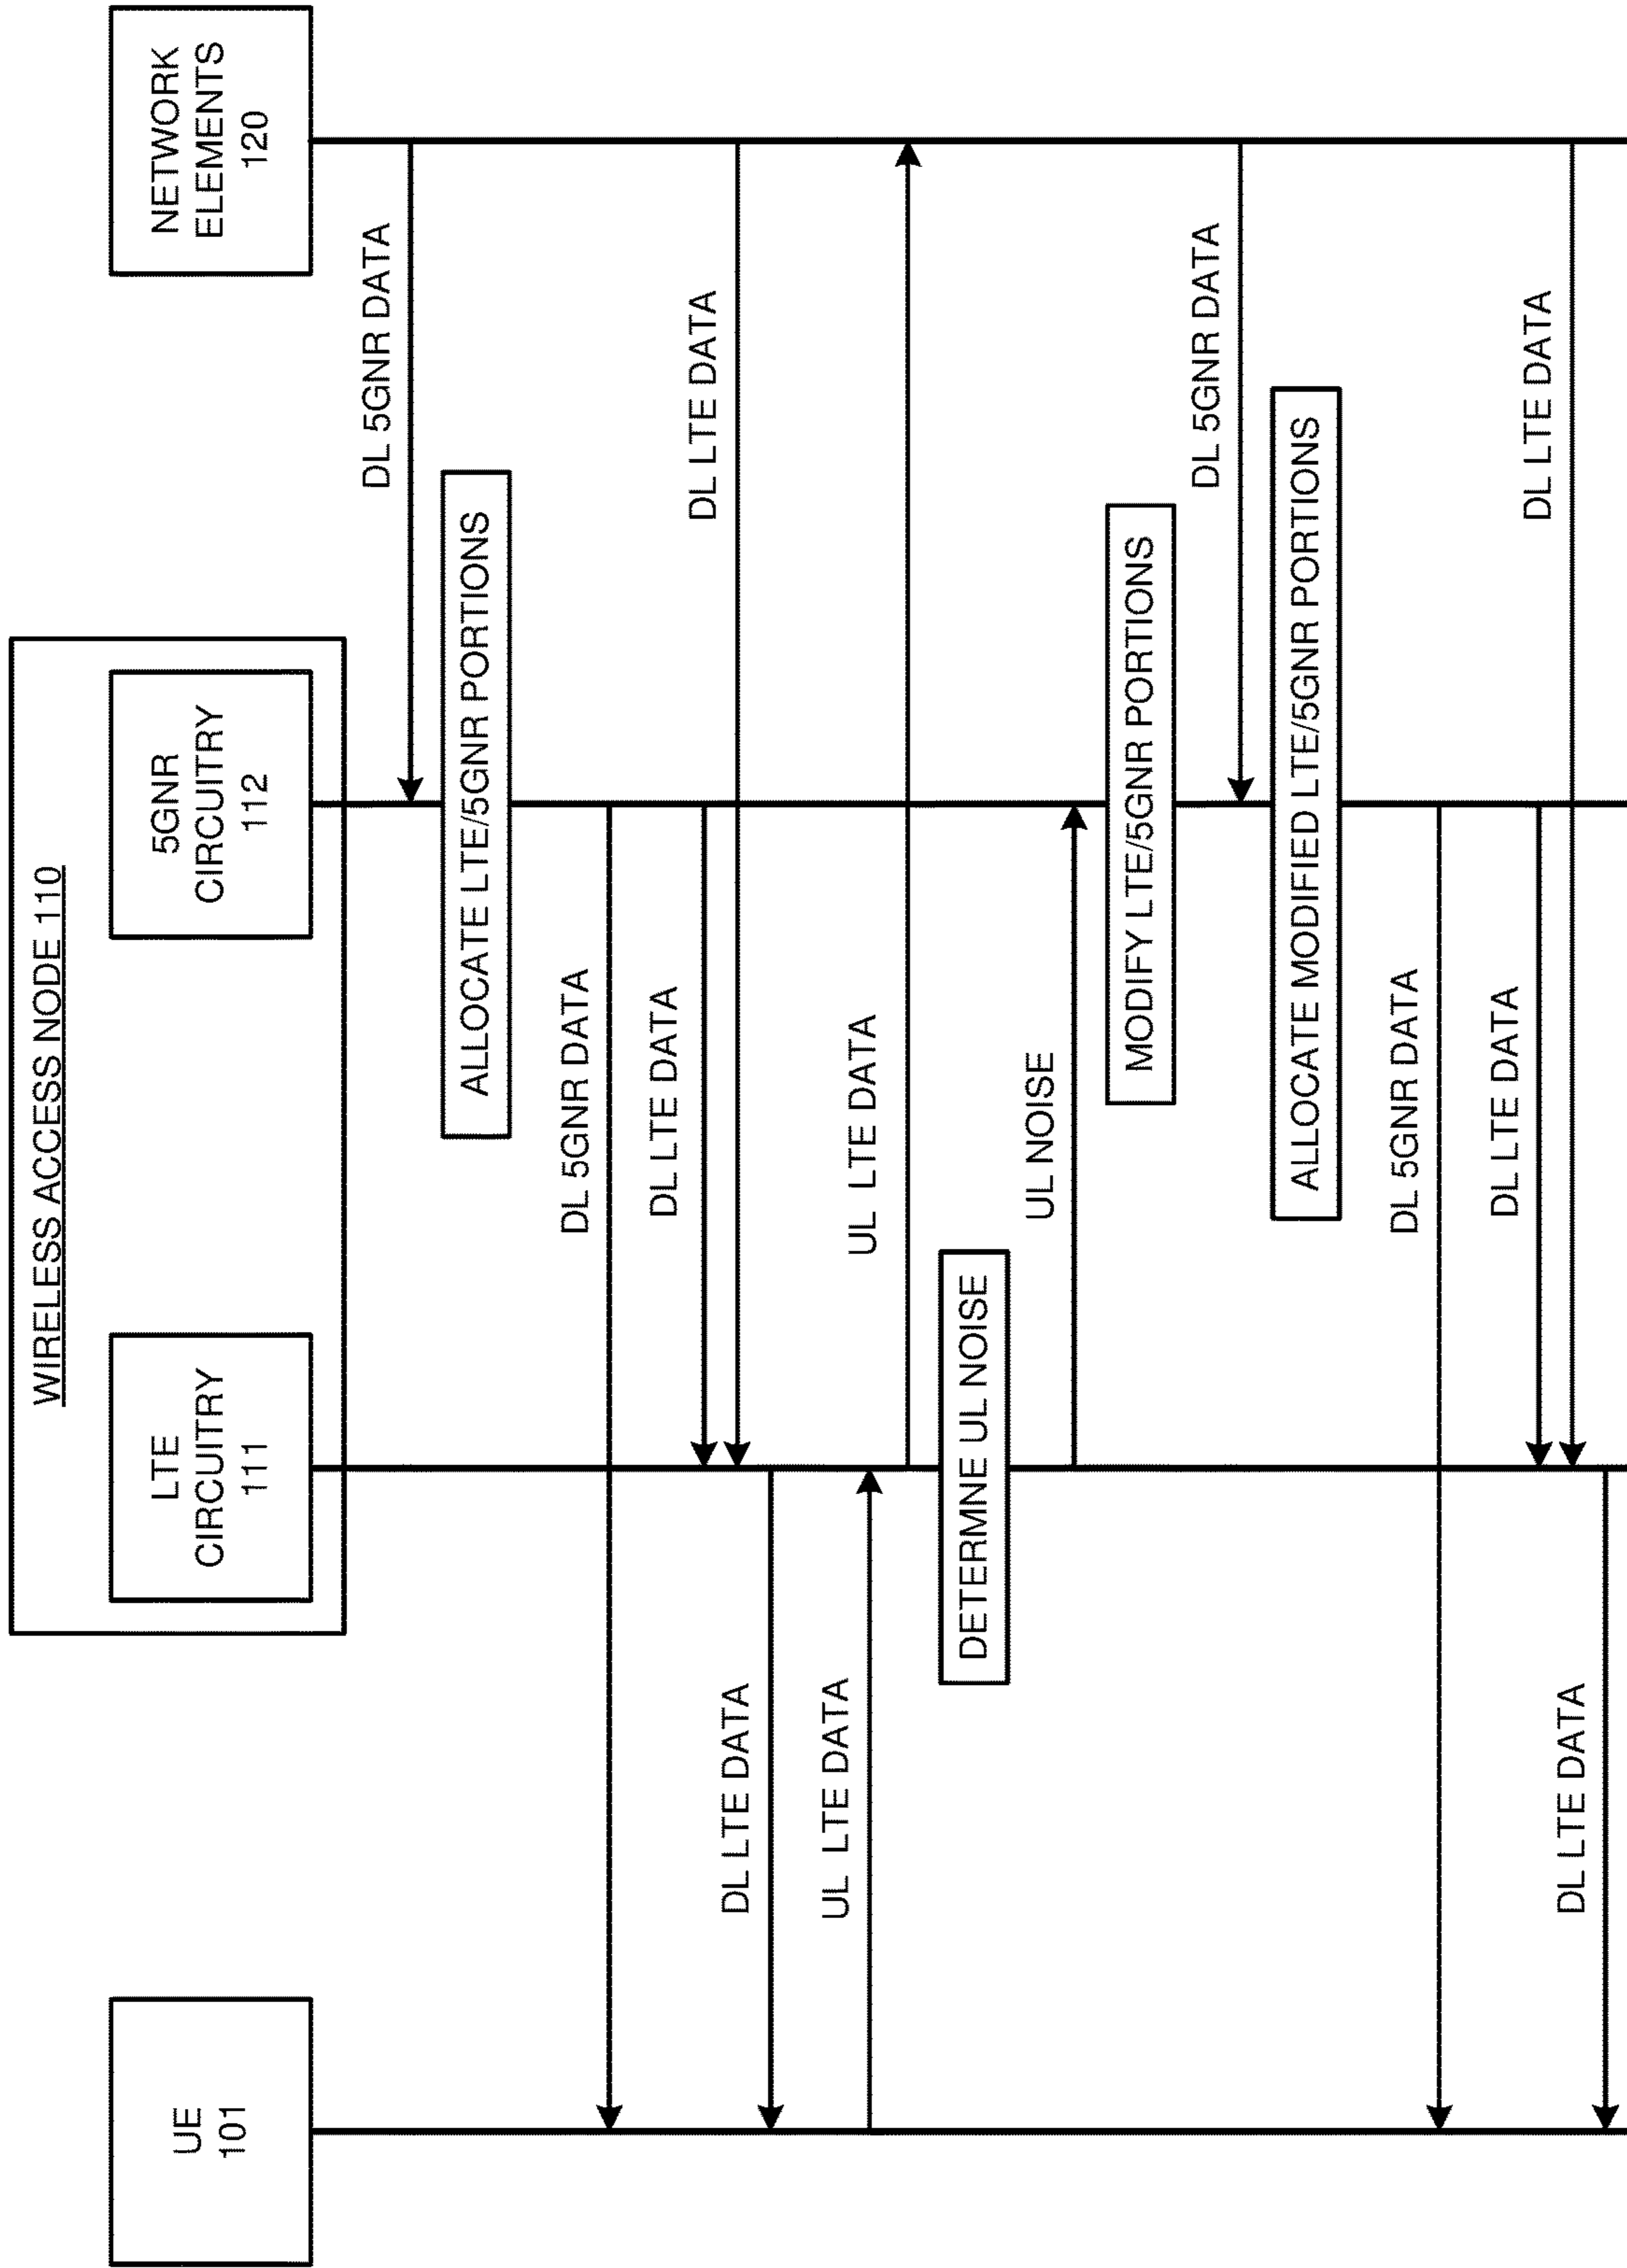 WIRELESS ACCESS NODE 110
UE
101
LTE
CIRCUITRY
111
5GNR
CIRCUITRY
112
NETWORK
ELEMENTS
120
DL 5GNR DATA
ALLOCATE LTE/5GNR PORTIONS
DL 5GNR DATA
DL LTE DATA
DL LTE DATA
DL LTE DATA
UL LTE DATA
UL LTE DATA
DETERMNE UL NOISE
UL NOISE
MODIFY LTE/5GNR PORTIONS
DL 5GNR DATA
ALLOCATE MODIFIED LTE/5GNR PORTIONS
DL 5GNR DATA
DL LTE DATA
DL LTE DATA
DL LTE DATA